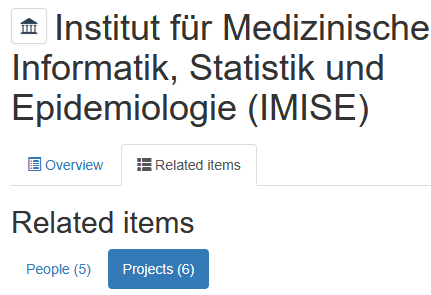 Institut für Medizinische
Informatik, Statistik und
Epidemiologie (IMISE)
Overview Related items
Related items
People (5) Projects (6)